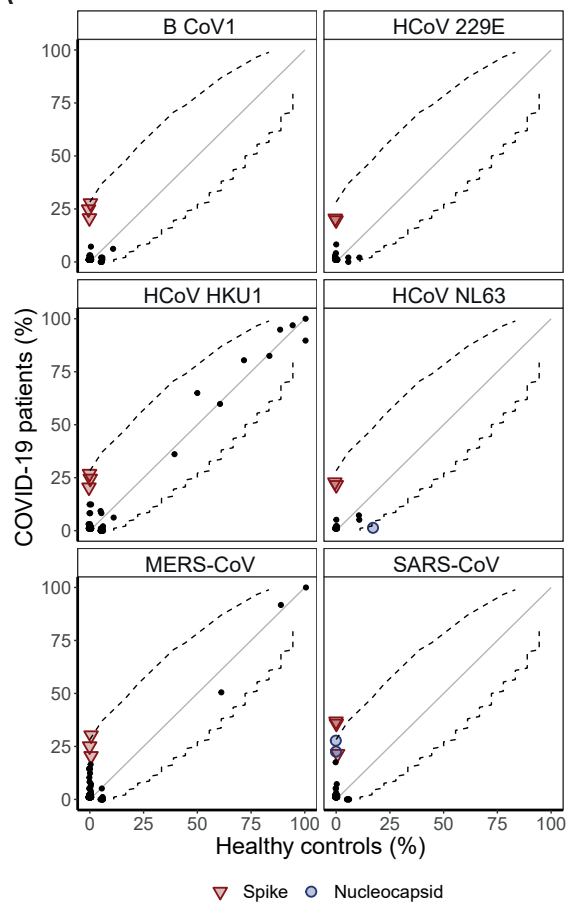 B CoV1
HCoV 229E
100
75
50
25
0
HCoV HKU1
HCoV NL63
100
75
50
25
0
MERS-CoV
SARS-CoV
100
75
50
25
0
0 25 50 75 100 0 25 50 75 100
COVID-19 patients (%)
Healthy controls (%)
Spike Nucleocapsid